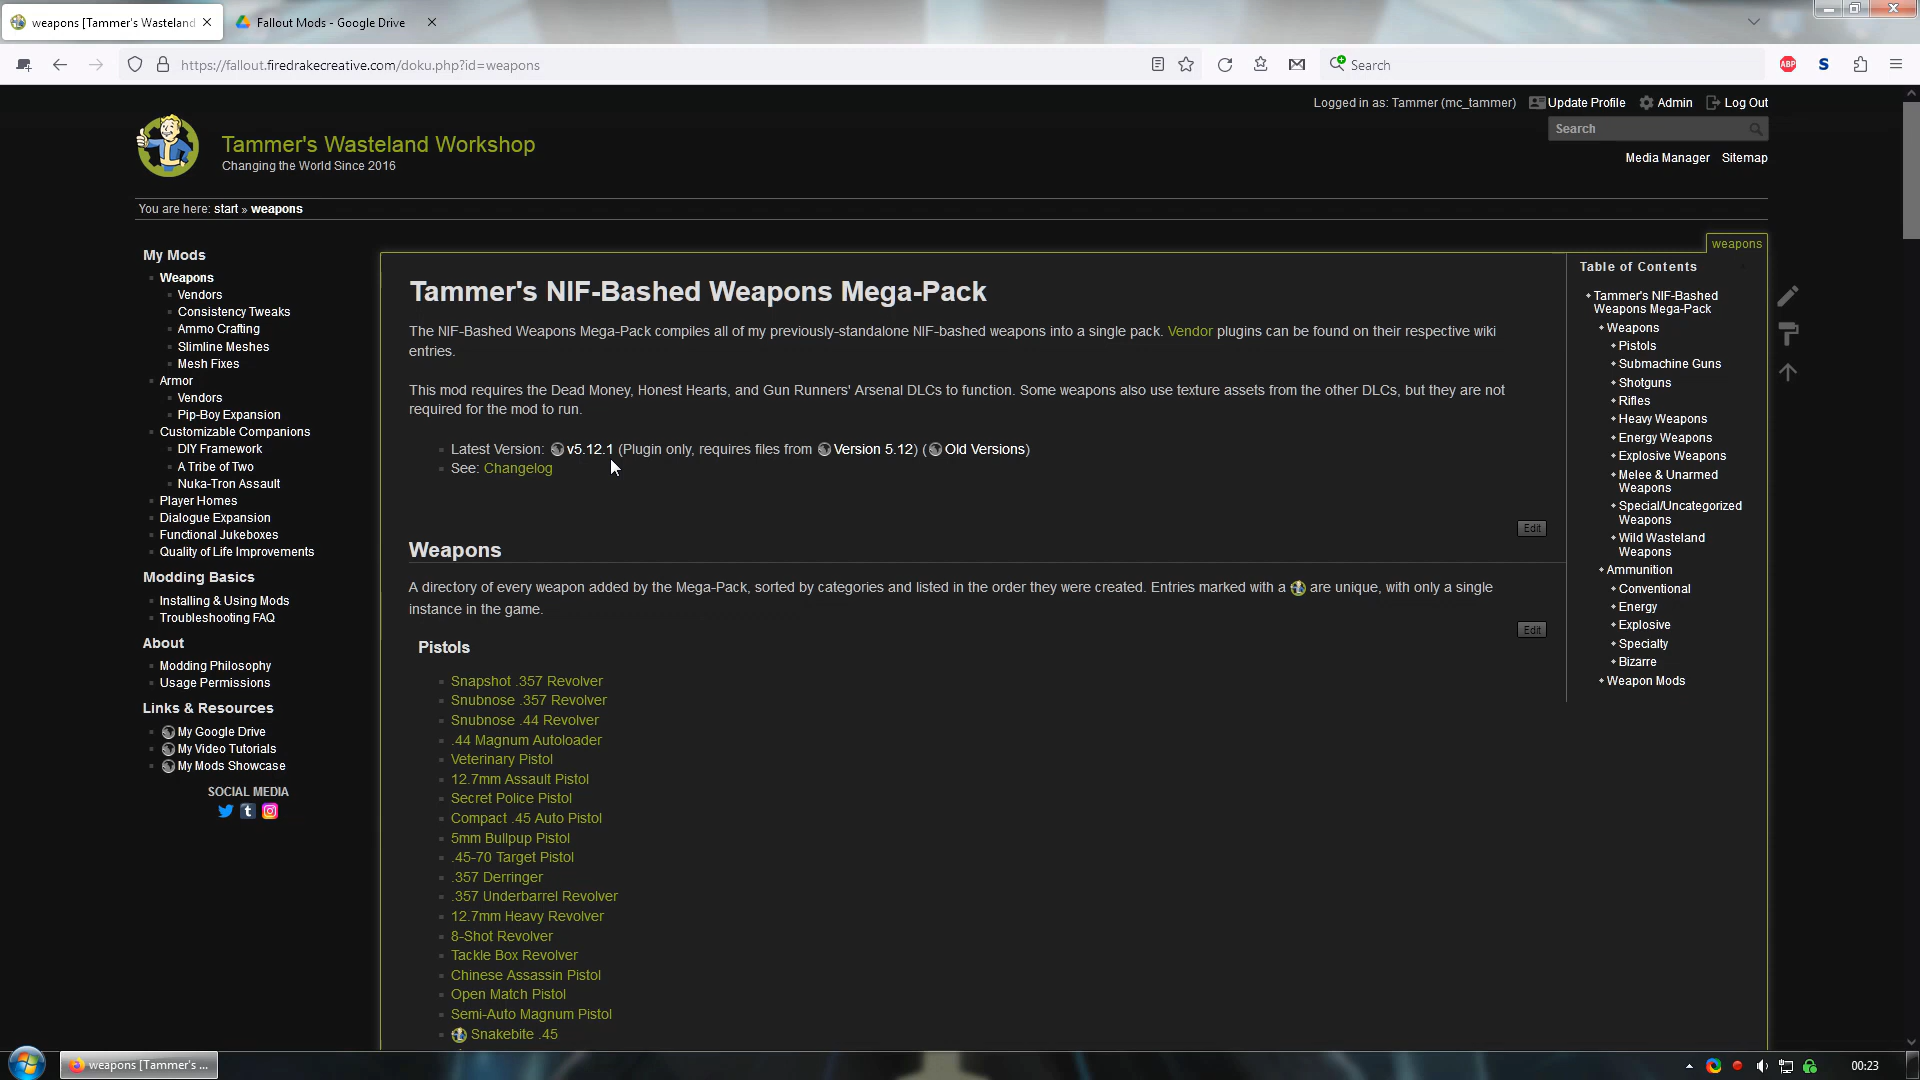 weapons [Tammer's Wasteland
Fallout Mods - Google Drive
https://fallout.firedrakecreative.com/doku.php?id=weapons
Search
ABP
S
Logged in as: Tammer (mc_tammer)
Update Profile
Admin
Log Out
Tammer's Wasteland Workshop
Changing the World Since 2016
Search
Media Manager
Sitemap
You are here: start » weapons
My Mods
Weapons
Vendors
Consistency Tweaks
Ammo Crafting
Slimline Meshes
Mesh Fixes
Armor
Vendors
Pip-Boy Expansion
Customizable Companions
DIY Framework
A Tribe of Two
Nuka-Tron Assault
Player Homes
Dialogue Expansion
Functional Jukeboxes
Quality of Life Improvements
Modding Basics
Installing & Using Mods
Troubleshooting FAQ
About
Modding Philosophy
Usage Permissions
Links & Resources
My Google Drive
My Video Tutorials
My Mods Showcase
SOCIAL MEDIA
weapons
Tammer's NIF-Bashed Weapons Mega-Pack
The NIF-Bashed Weapons Mega-Pack compiles all of my previously-standalone NIF-bashed weapons into a single pack. Vendor plugins can be found on their respective wiki
entries.
This mod requires the Dead Money, Honest Hearts, and Gun Runners' Arsenal DLCs to function. Some weapons also use texture assets from the other DLCs, but they are not
required for the mod to run.
Latest Version: v5.12.1 (Plugin only, requires files from Version 5.12) (Old Versions)
See: Changelog
Edit
Weapons
A directory of every weapon added by the Mega-Pack, sorted by categories and listed in the order they were created. Entries marked with a are unique, with only a single
instance in the game.
Edit
Pistols
Snapshot .357 Revolver
Snubnose .357 Revolver
Snubnose .44 Revolver
.44 Magnum Autoloader
Veterinary Pistol
12.7mm Assault Pistol
Secret Police Pistol
Compact .45 Auto Pistol
5mm Bullpup Pistol
.45-70 Target Pistol
.357 Derringer
.357 Underbarrel Revolver
12.7mm Heavy Revolver
8-Shot Revolver
Tackle Box Revolver
Chinese Assassin Pistol
Open Match Pistol
Semi-Auto Magnum Pistol
Snakebite .45
Table of Contents
Tammer's NIF-Bashed
Weapons Mega-Pack
Weapons
Pistols
Submachine Guns
Shotguns
Rifles
Heavy Weapons
Energy Weapons
Explosive Weapons
Melee & Unarmed
Weapons
Special/Uncategorized
Weapons
Wild Wasteland
Weapons
Ammunition
Conventional
Energy
Explosive
Specialty
Bizarre
Weapon Mods
weapons [Tammer's ...
00:23